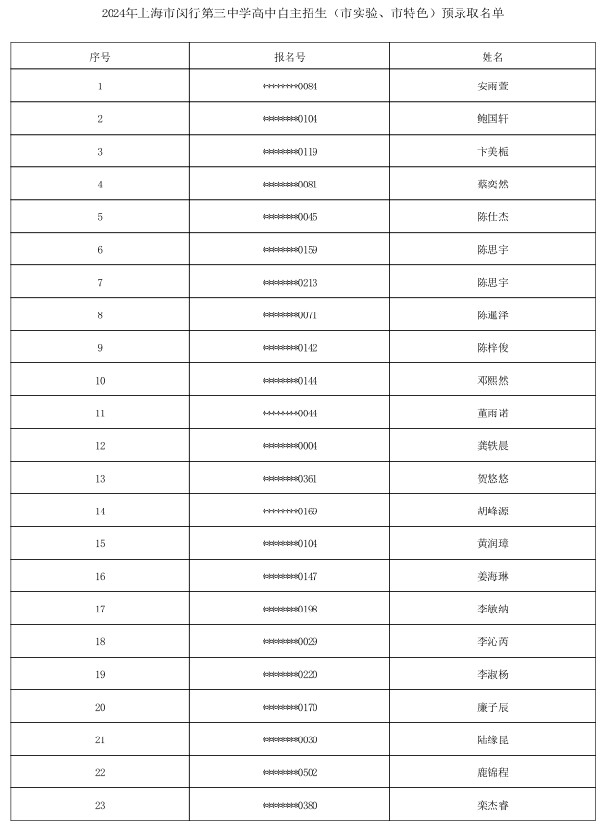 2024年上海市闵行第三中学高中自主招生（市实验、市特色）预录取名单
序号 报名号 姓名
1 ********0084 安雨萱
2 ********0104 鲍国轩
3 ********0119 卞美栀
4 ********0081 蔡奕然
5 ********0045 陈仕杰
6 ********0159 陈思宇
7 ********0213 陈思宇
8 ********0071 陈暹泽
9 ********0142 陈梓俊
10 ********0144 邓熙然
11 ********0044 董雨诺
12 ********0004 龚轶晨
13 ********0361 贺悠悠
14 ********0169 胡峰源
15 ********0104 黄润璋
16 ********0147 姜海琳
17 ********0198 李敏纳
18 ********0029 李沁芮
19 ********0220 李淑杨
20 ********0170 廉子辰
21 ********0030 陆缘昆
22 ********0502 鹿锦程
23 ********0380 栾杰睿